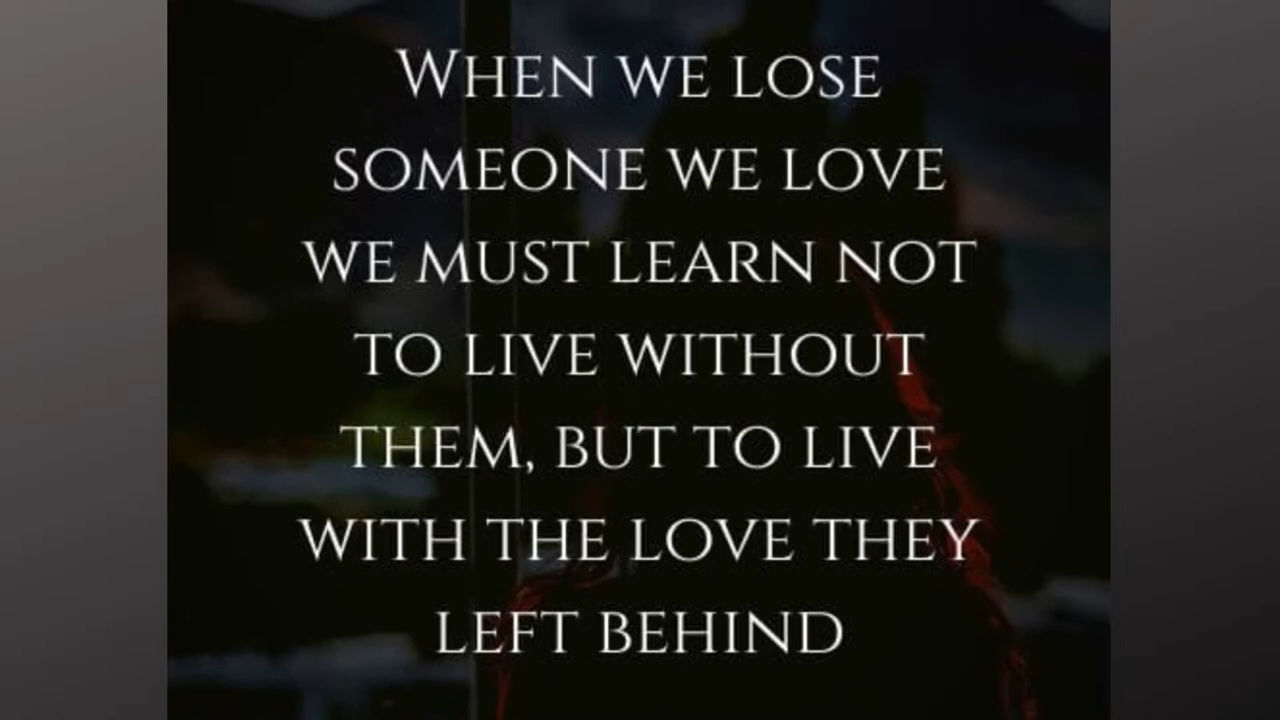 When we lose
someone we love
we must learn not
to live without
them, but to live
with the love they
left behind